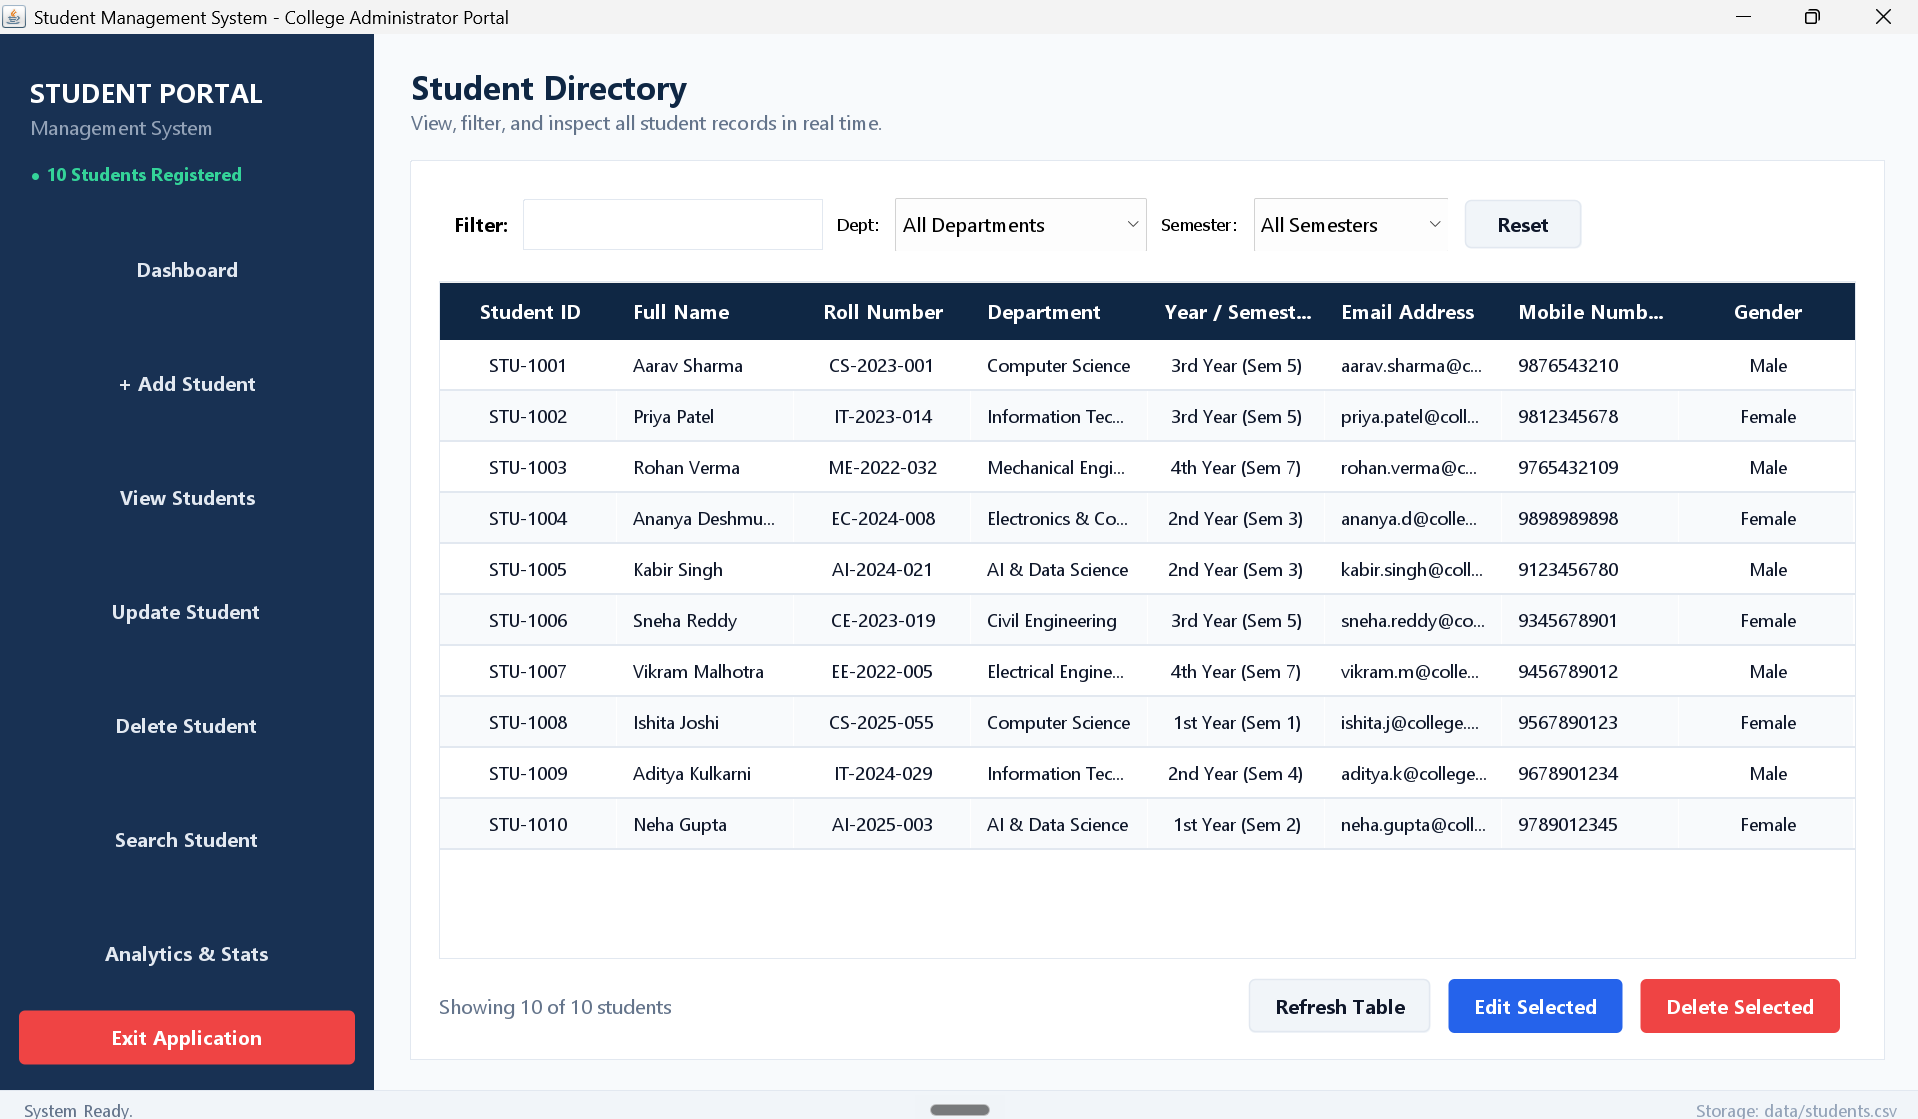 Student Management System - College Administrator Portal
STUDENT PORTAL
Management System
● 10 Students Registered
Dashboard
+ Add Student
View Students
Update Student
Delete Student
Search Student
Analytics & Stats
Exit Application
Student Directory
View, filter, and inspect all student records in real time.
Filter: Dept: All Departments Semester: All Semesters Reset
Student ID Full Name Roll Number Department Year / Semest... Email Address Mobile Numb... Gender
STU-1001 Aarav Sharma CS-2023-001 Computer Science 3rd Year (Sem 5) aarav.sharma@c... 9876543210 Male
STU-1002 Priya Patel IT-2023-014 Information Tec... 3rd Year (Sem 5) priya.patel@coll... 9812345678 Female
STU-1003 Rohan Verma ME-2022-032 Mechanical Engi... 4th Year (Sem 7) rohan.verma@c... 9765432109 Male
STU-1004 Ananya Deshmu... EC-2024-008 Electronics & Co... 2nd Year (Sem 3) ananya.d@colle... 9898989898 Female
STU-1005 Kabir Singh AI-2024-021 AI & Data Science 2nd Year (Sem 3) kabir.singh@coll... 9123456780 Male
STU-1006 Sneha Reddy CE-2023-019 Civil Engineering 3rd Year (Sem 5) sneha.reddy@co... 9345678901 Female
STU-1007 Vikram Malhotra EE-2022-005 Electrical Engine... 4th Year (Sem 7) vikram.m@colle... 9456789012 Male
STU-1008 Ishita Joshi CS-2025-055 Computer Science 1st Year (Sem 1) ishita.j@college.... 9567890123 Female
STU-1009 Aditya Kulkarni IT-2024-029 Information Tec... 2nd Year (Sem 4) aditya.k@college... 9678901234 Male
STU-1010 Neha Gupta AI-2025-003 AI & Data Science 1st Year (Sem 2) neha.gupta@coll... 9789012345 Female
Showing 10 of 10 students Refresh Table Edit Selected Delete Selected
System Ready. Storage: data/students.csv